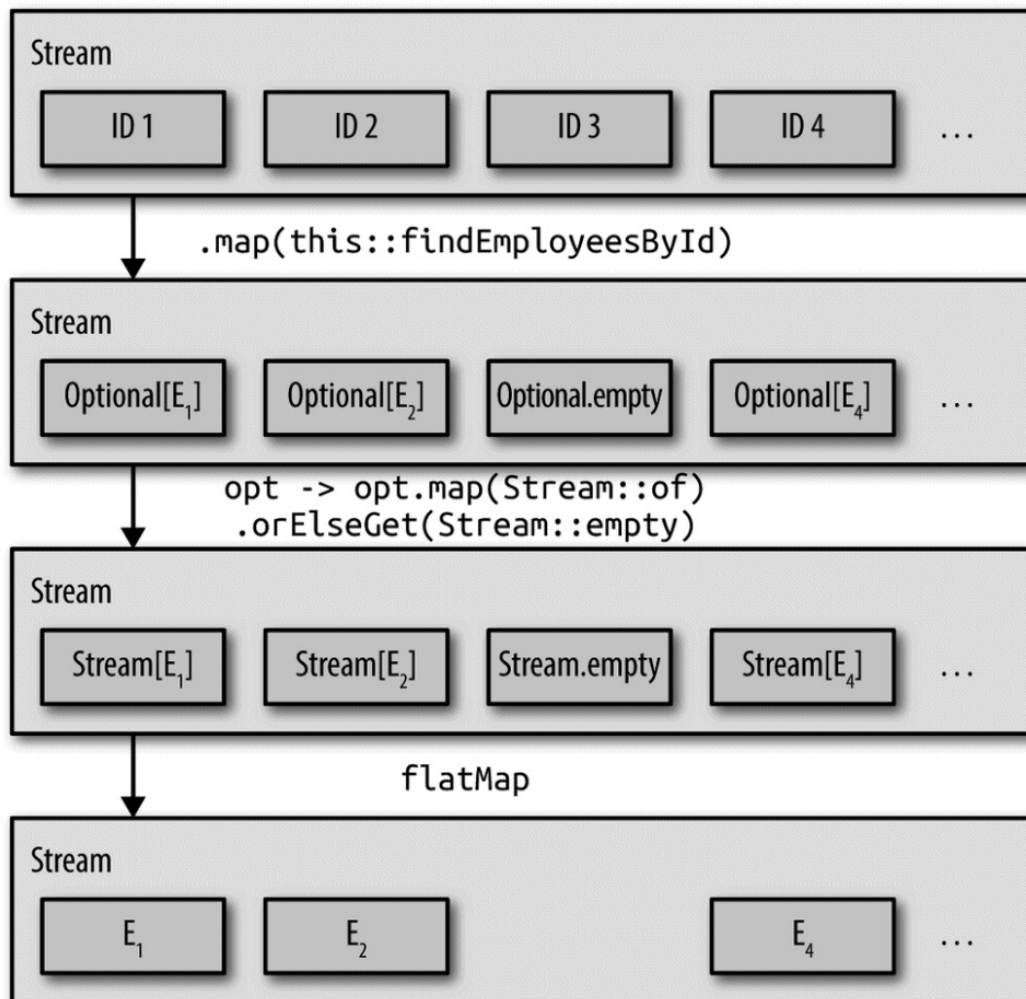 Stream
ID 1 ID 2 ID 3 ID 4 ...
.map(this::findEmployeesById)
Stream
Optional[E₁] Optional[E₂] Optional.empty Optional[E₄] ...
opt -> opt.map(Stream::of)
.orElseGet(Stream::empty)
Stream
Stream[E₁] Stream[E₂] Stream.empty Stream[E₄] ...
flatMap
Stream
E₁ E₂ E₄ ...